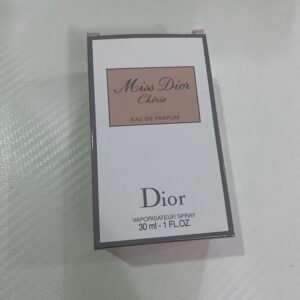 Miss Dior
Chérie
EAU DE PARFUM
Dior
VAPORISATEUR SPRAY
30 ml - 1 FL.OZ.